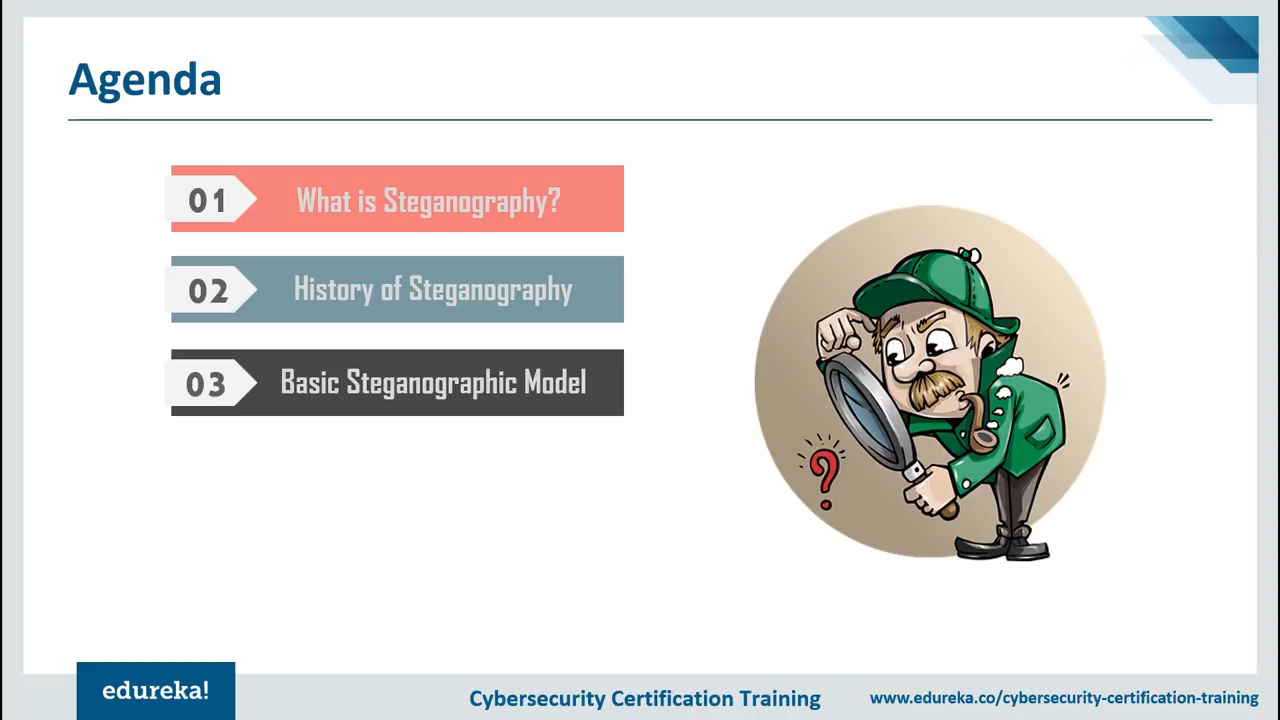 Agenda
01 What is Steganography?
02 History of Steganography
03 Basic Steganographic Model
?
edureka!
Cybersecurity Certification Training
www.edureka.co/cybersecurity-certification-training